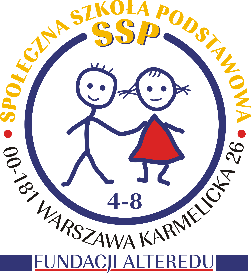 • SPOŁECZNA SZKOŁA PODSTAWOWA •
SSP
4-8
00-181 WARSZAWA KARMELICKA 26
FUNDACJI ALTEREDU